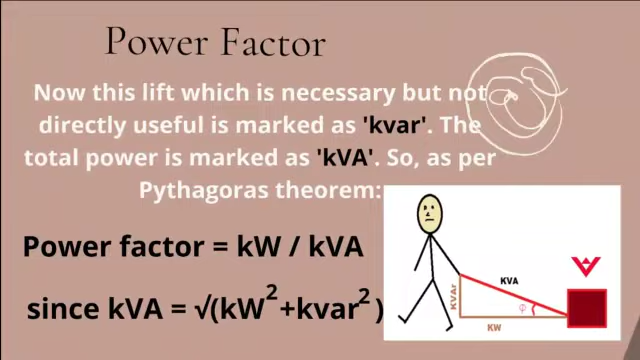 Power Factor
Now this lift which is necessary but not
directly useful is marked as 'kvar'. The
total power is marked as 'kVA'. So, as per
Pythagoras theorem:
Power factor = kW / kVA
since kVA = √(kW²+kvar²)
KVA
KVAr
φ
KW